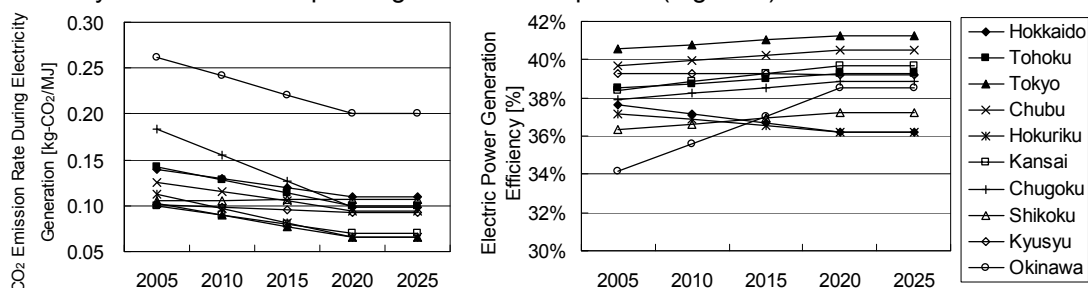 0.30
0.25
0.20
0.15
0.10
0.05
2005 2010 2015 2020 2025
CO2 Emission Rate During Electricity
Generation [kg-CO2/MJ]
42%
40%
38%
36%
34%
32%
30%
2005 2010 2015 2020 2025
Electric Power Generation
Efficiency [%]
Hokkaido
Tohoku
Tokyo
Chubu
Hokuriku
Kansai
Chugoku
Shikoku
Kyusyu
Okinawa